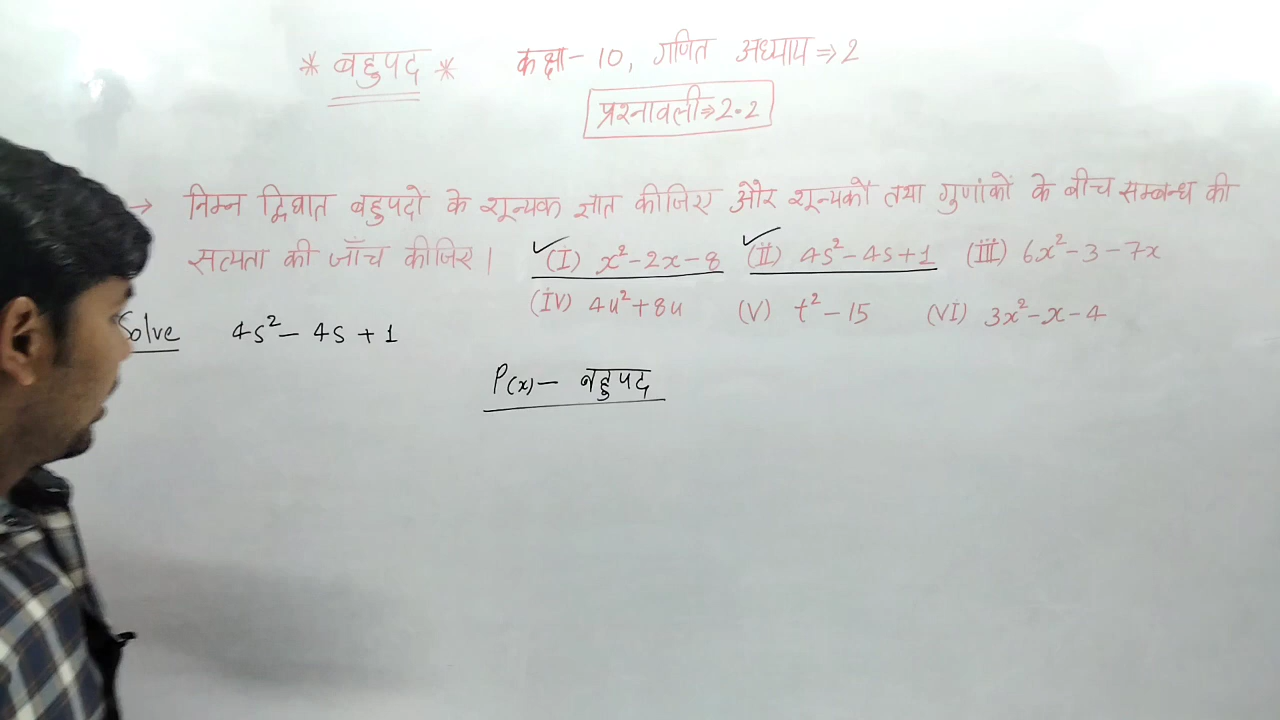 * बहुपद * कक्षा - 10, गणित अध्याय ⇒ 2
प्रश्नावली ⇒ 2.2
→ निम्न द्विघात बहुपदों के शून्यक ज्ञात कीजिए और शून्यकों तथा गुणांकों के बीच सम्बन्ध की
सत्यता की जाँच कीजिए। (I) x² - 2x - 8 (II) 4s² - 4s + 1 (III) 6x² - 3 - 7x
(IV) 4u² + 8u (V) t² - 15 (VI) 3x² - x - 4
Solve 4s² - 4s + 1
P(x) - बहुपद